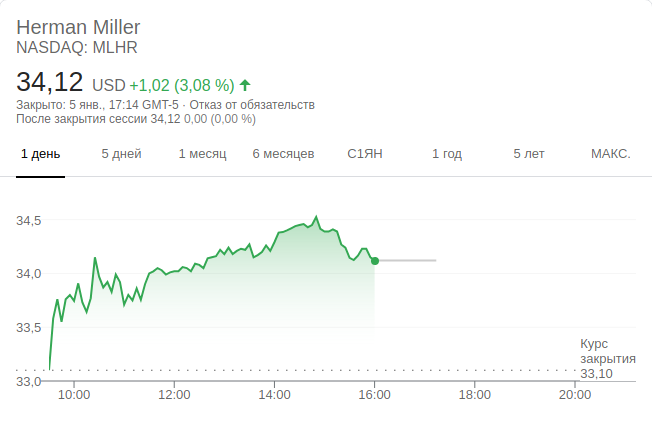 Herman Miller
NASDAQ: MLHR
34,12 USD +1,02 (3,08 %)
Закрыто: 5 янв., 17:14 GMT-5 · Отказ от обязательств
После закрытия сессии 34,12 0,00 (0,00 %)
1 день 5 дней 1 месяц 6 месяцев С1ЯН 1 год 5 лет МАКС.
34,5
34,0
33,5
Курс
закрытия
33,10
33,0
10:00 12:00 14:00 16:00 18:00 20:00